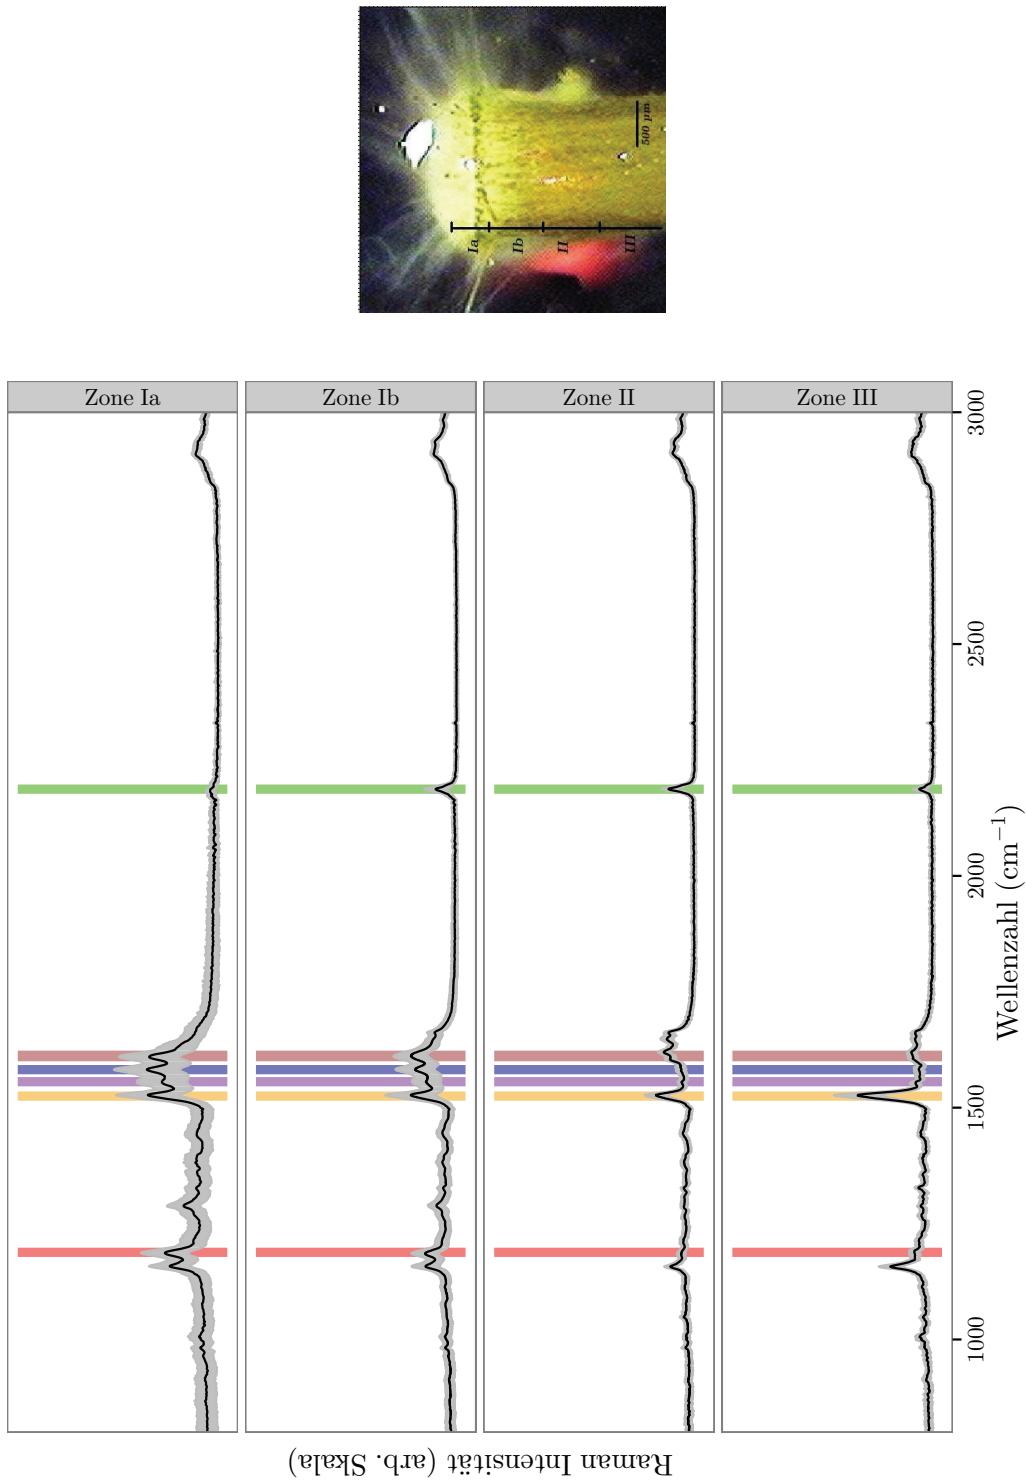 Ia
Ib
II
III
500 µm
Zone Ia
Zone Ib
Zone II
Zone III
1000
1500
2000
2500
3000
Wellenzahl (cm⁻¹)
Raman Intensität (arb. Skala)